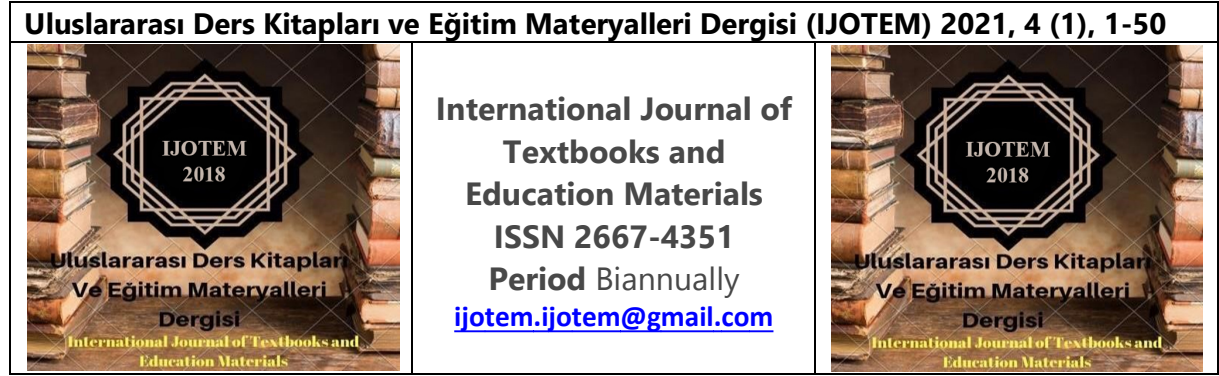 Uluslararası Ders Kitapları ve Eğitim Materyalleri Dergisi (IJOTEM) 2021, 4 (1), 1-50
IJOTEM
2018
Uluslararası Ders Kitapları
Ve Eğitim Materyalleri
Dergisi
International Journal of Textbooks and
Education Materials
International Journal of
Textbooks and
Education Materials
ISSN 2667-4351
Period Biannually
ijotem.ijotem@gmail.com
IJOTEM
2018
Uluslararası Ders Kitapları
Ve Eğitim Materyalleri
Dergisi
International Journal of Textbooks and
Education Materials